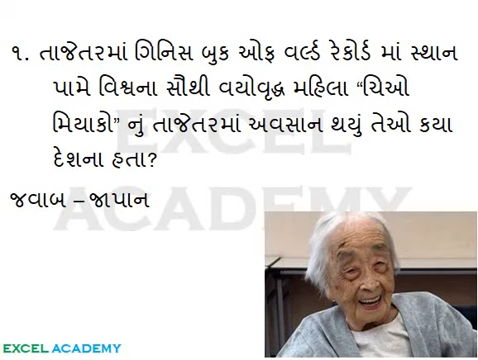 ૧. તાજેતરમાં ગિનિસ બુક ઓફ વર્લ્ડ રેકોર્ડ માં સ્થાન
પામે વિશ્વના સૌથી વયોવૃદ્ધ મહિલા “ચિઓ
મિયાકો” નું તાજેતરમાં અવસાન થયું તેઓ કયા
દેશના હતા?
જવાબ – જાપાન
EXCEL
ACADEMY
EXCEL ACADEMY